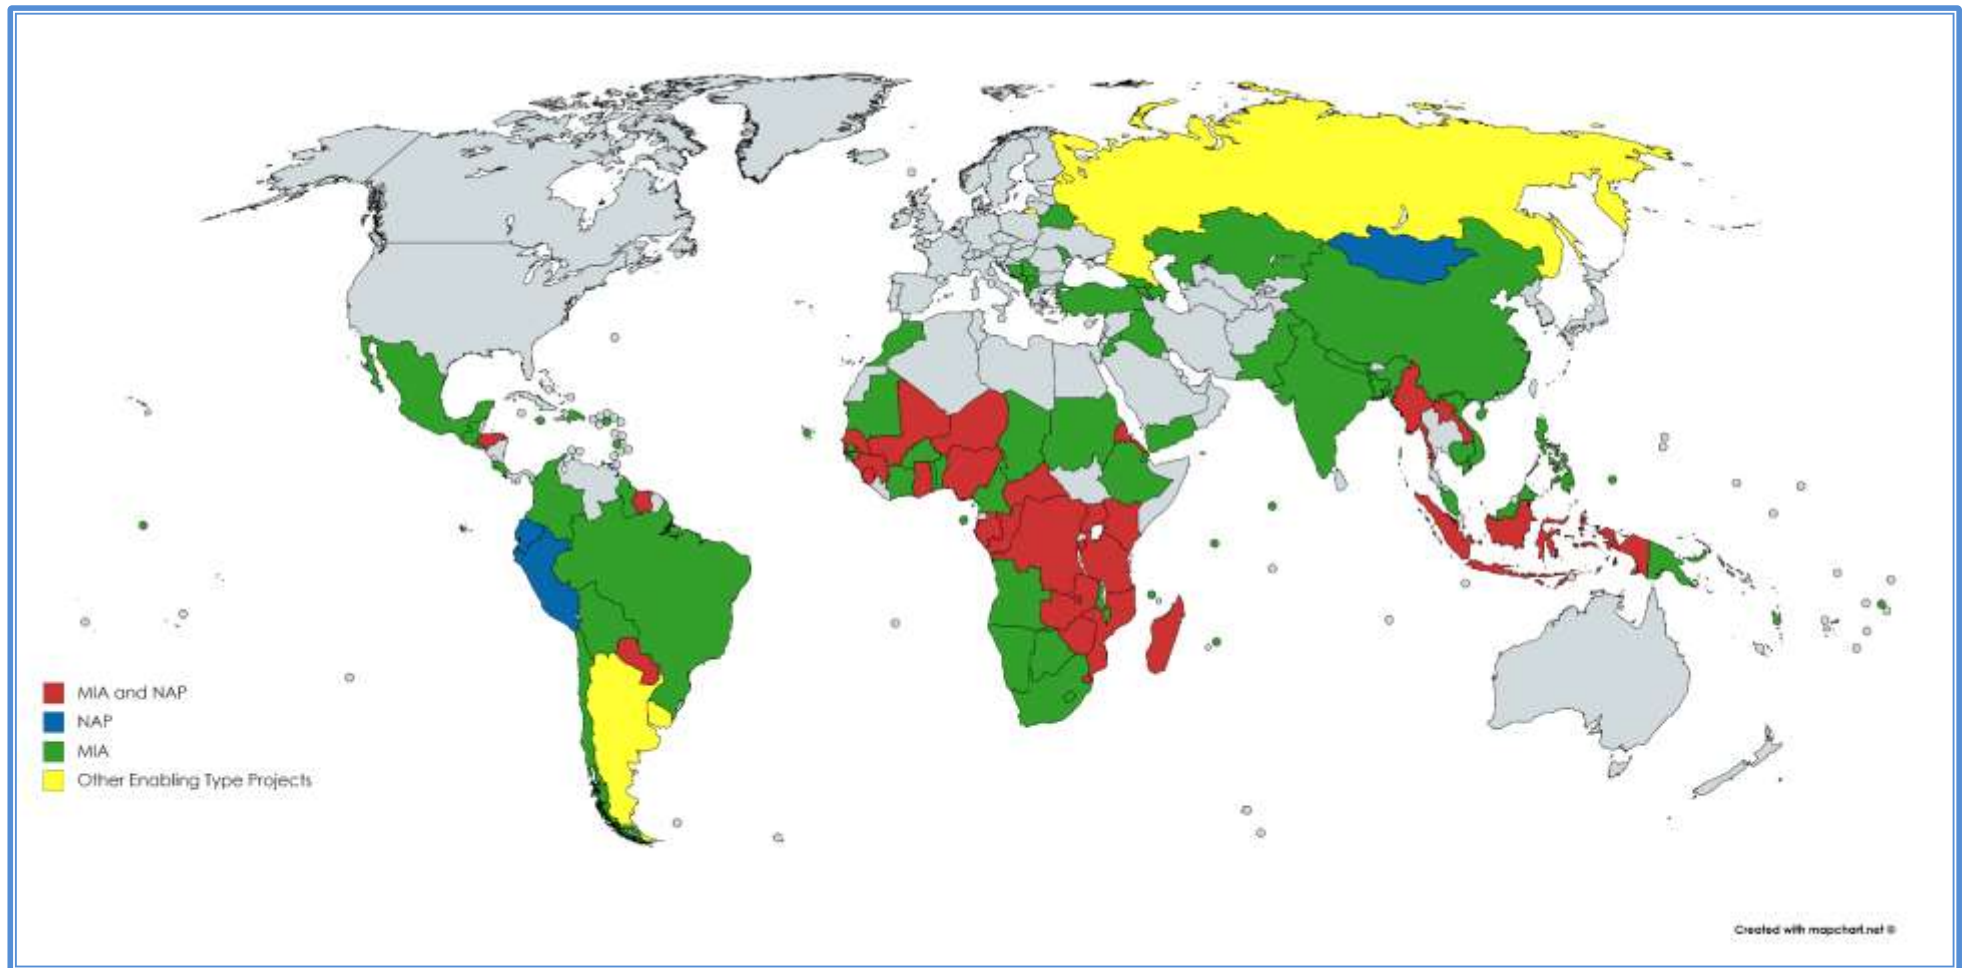 MIA and NAP
NAP
MIA
Other Enabling Type Projects
Created with mapchart.net ©